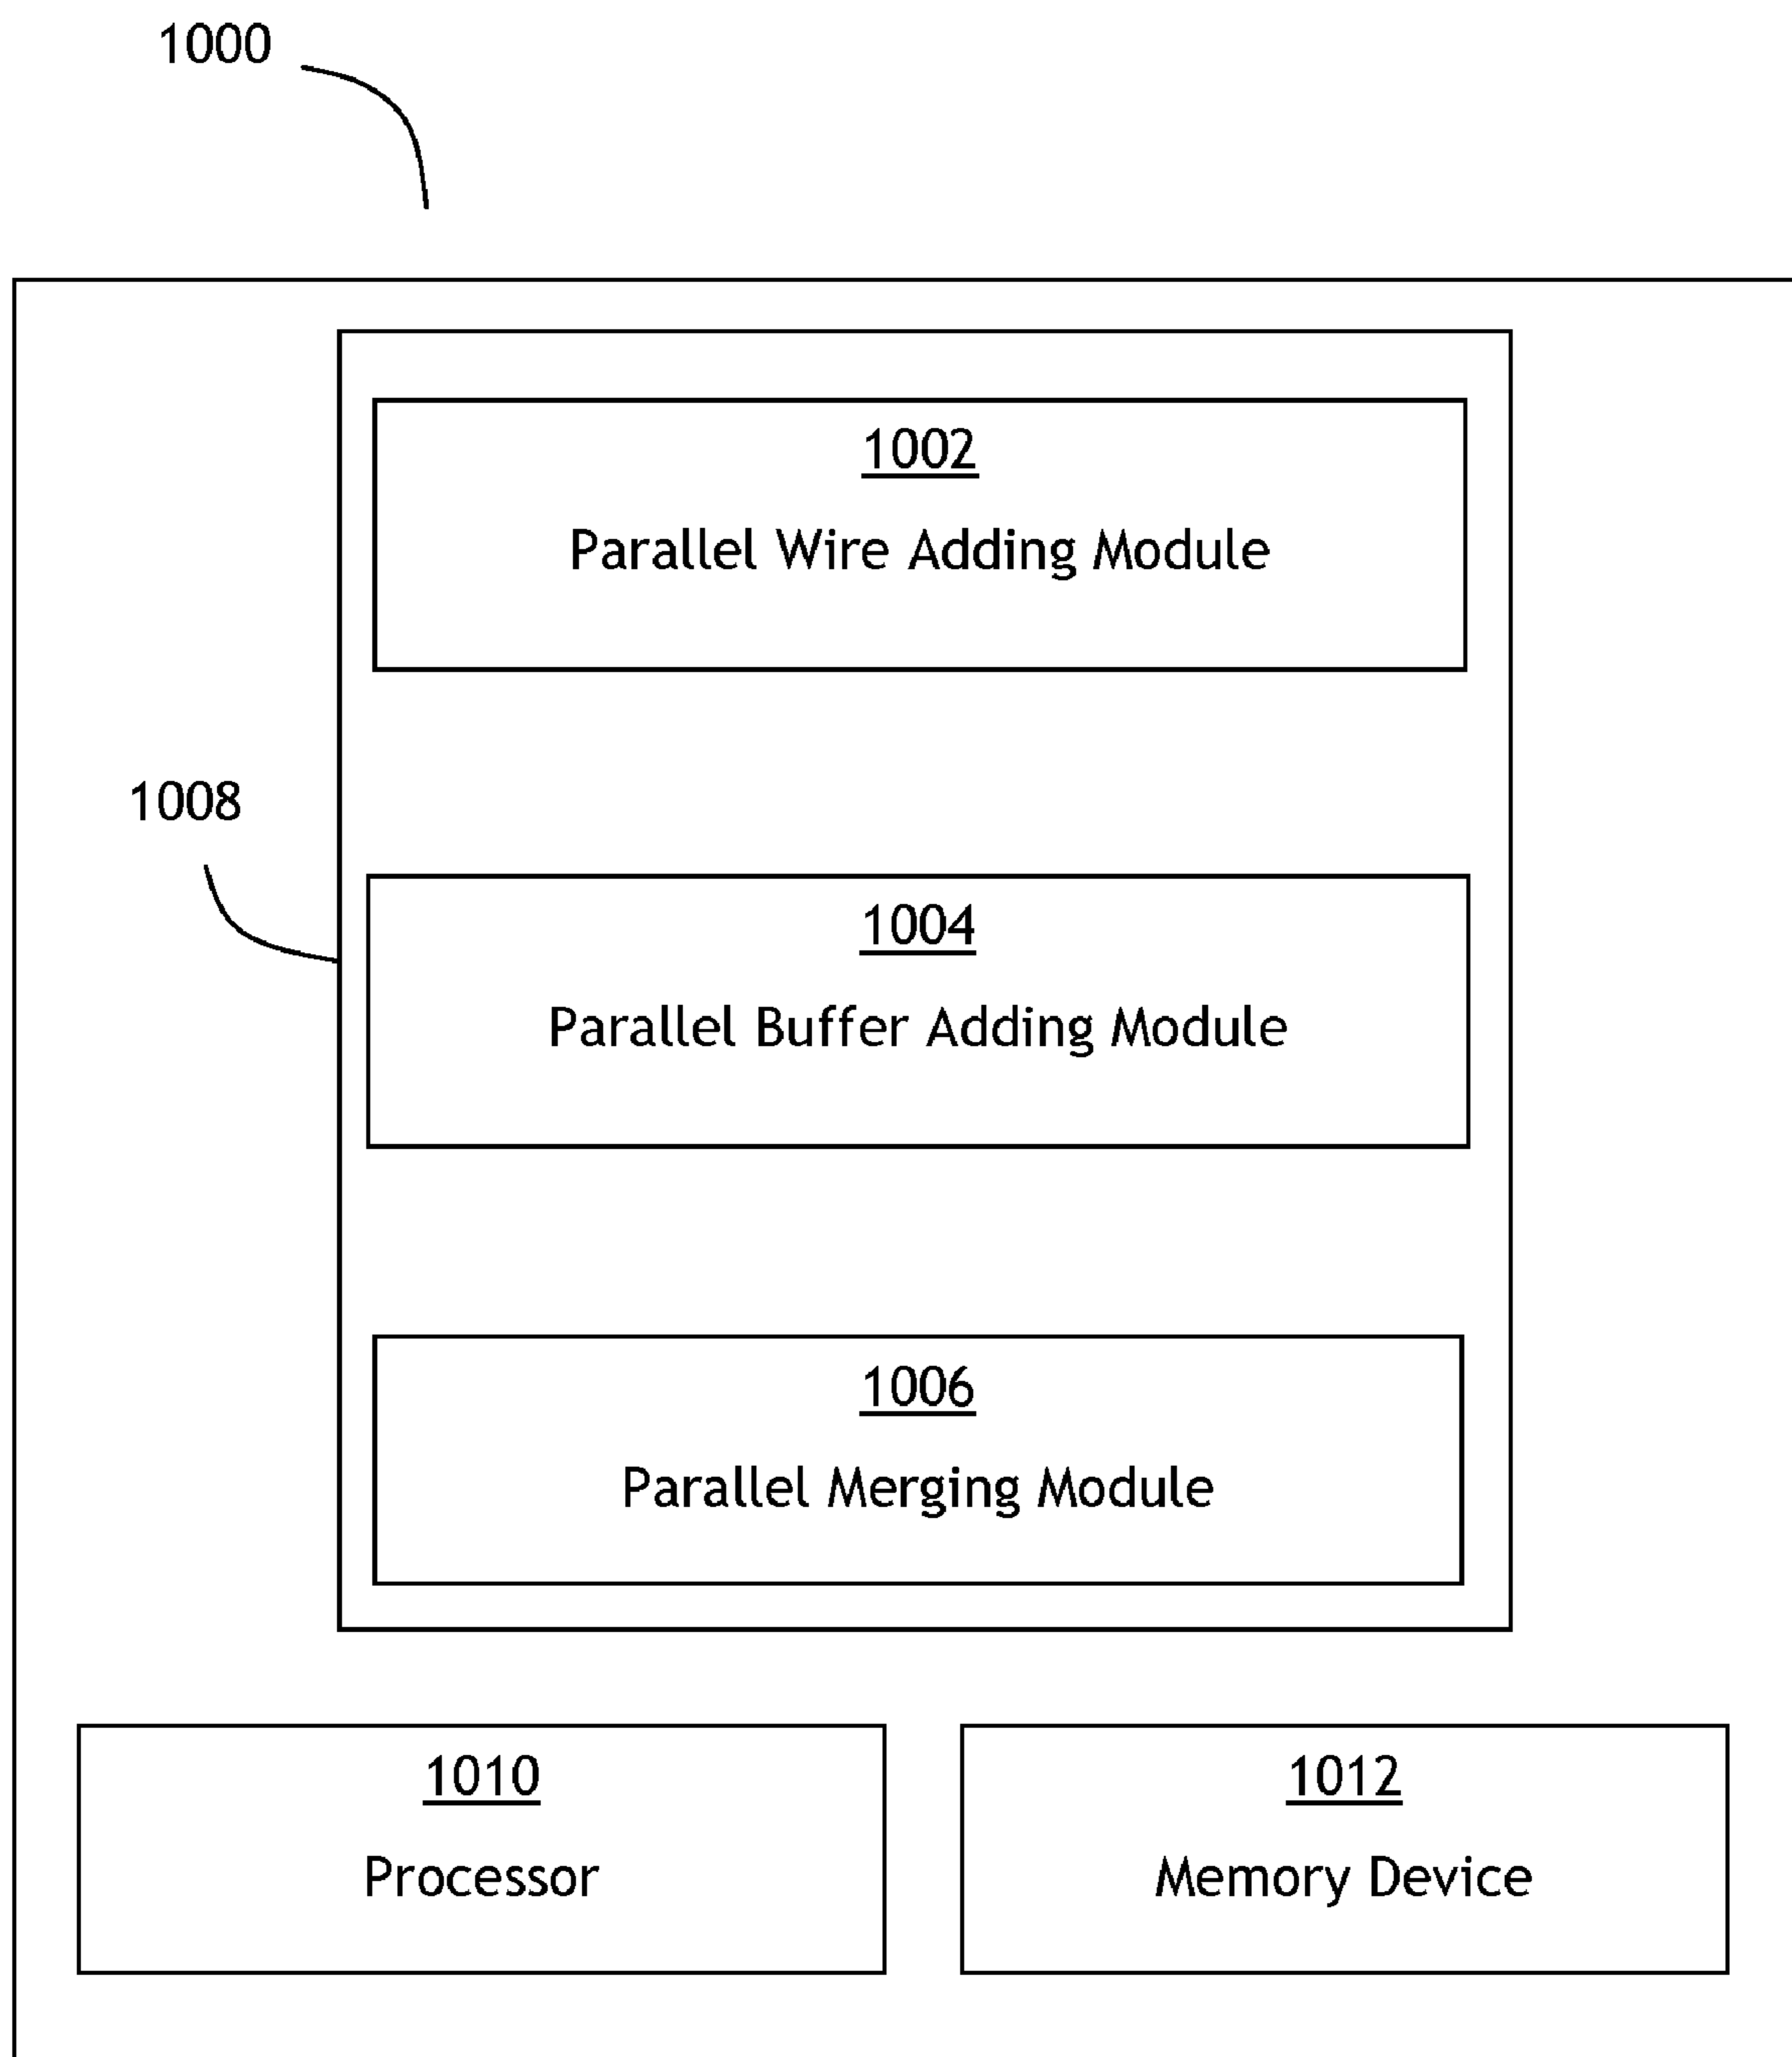 1000
1002
Parallel Wire Adding Module
1008
1004
Parallel Buffer Adding Module
1006
Parallel Merging Module
1010
Processor
1012
Memory Device